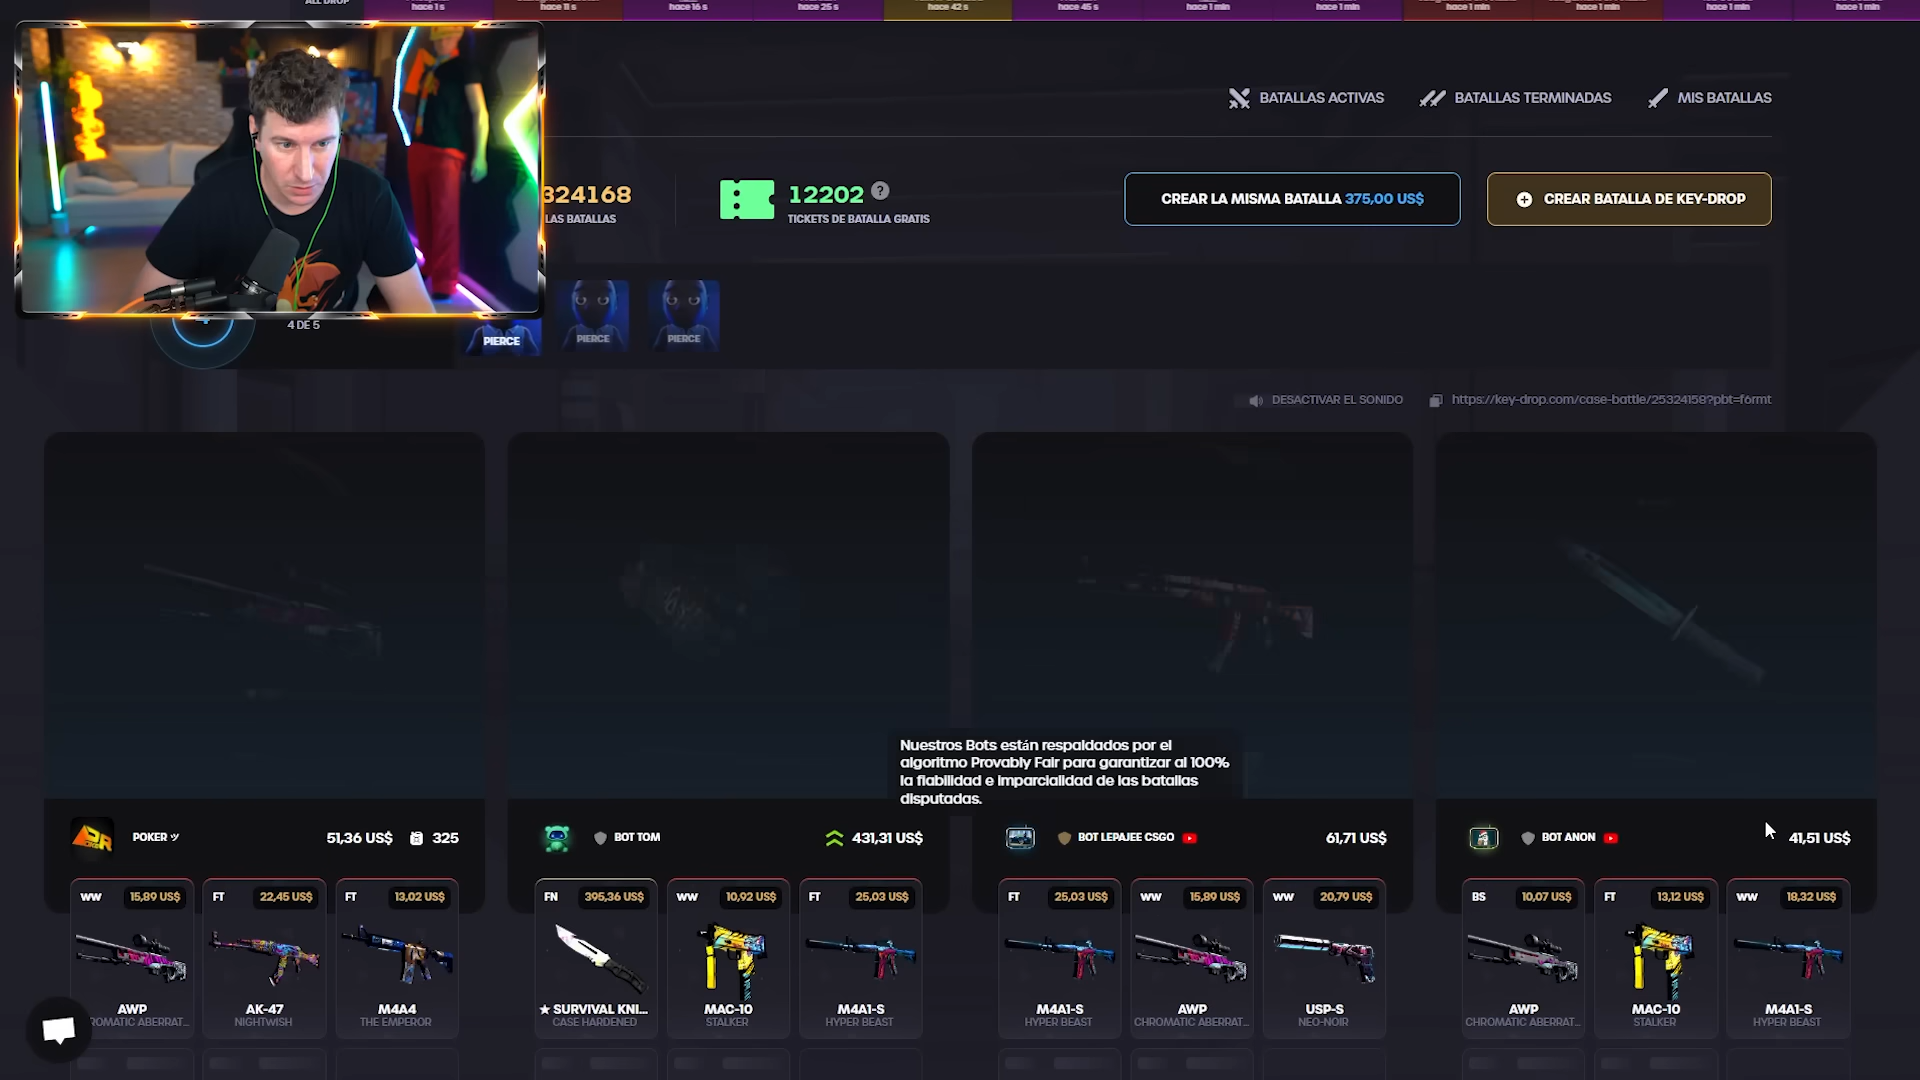 ALL DROP
hace 1 s
hace 11 s
hace 16 s
hace 25 s
hace 42 s
hace 45 s
hace 1 min
hace 1 min
hace 1 min
hace 1 min
hace 1 min
hace 1 min
BATALLAS ACTIVAS
BATALLAS TERMINADAS
MIS BATALLAS
324168
LAS BATALLAS
12202 ?
TICKETS DE BATALLA GRATIS
CREAR LA MISMA BATALLA 375,00 US$
CREAR BATALLA DE KEY-DROP
4 DE 5
PIERCE
PIERCE
PIERCE
DESACTIVAR EL SONIDO
https://key-drop.com/case-battle/25324158?pbt=f6rmt
Nuestros Bots están respaldados por el
algoritmo Provably Fair para garantizar al 100%
la fiabilidad e imparcialidad de las batallas
disputadas.
POKER ツ
51,36 US$
325
BOT TOM
431,31 US$
BOT LEPAJEE CSGO
61,71 US$
BOT ANON
41,51 US$
WW 15,89 US$
FT 22,45 US$
FT 13,02 US$
FN 395,36 US$
WW 10,92 US$
FT 25,03 US$
FT 25,03 US$
WW 15,89 US$
WW 20,79 US$
BS 10,07 US$
FT 13,12 US$
WW 18,32 US$
AWP
ROMATIC ABERRAT...
AK-47
NIGHTWISH
M4A4
THE EMPEROR
★ SURVIVAL KNI...
CASE HARDENED
MAC-10
STALKER
M4A1-S
HYPER BEAST
M4A1-S
HYPER BEAST
AWP
CHROMATIC ABERRAT...
USP-S
NEO-NOIR
AWP
CHROMATIC ABERRAT...
MAC-10
STALKER
M4A1-S
HYPER BEAST